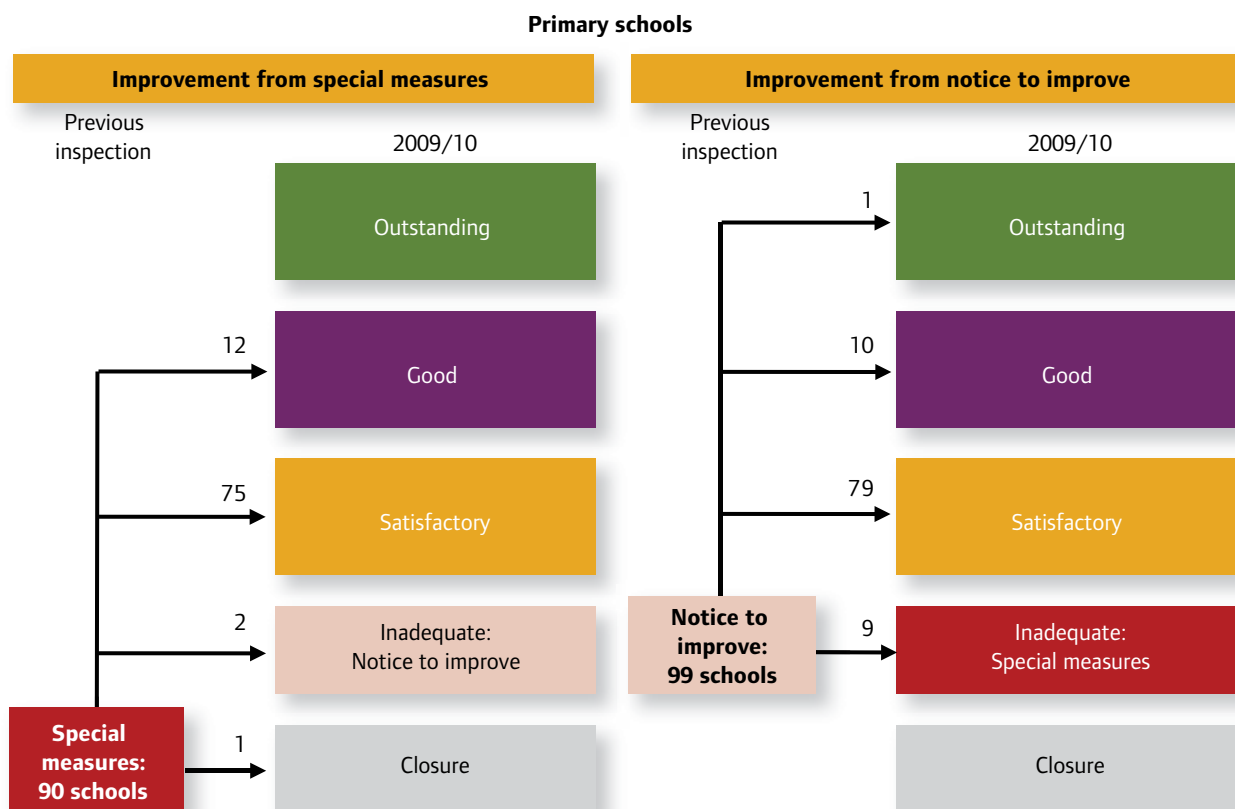 Primary schools
Improvement from special measures
Previous
inspection
2009/10
Outstanding
12
Good
75
Satisfactory
2
Inadequate:
Notice to improve
Special
measures:
90 schools
1
Closure
Improvement from notice to improve
Previous
inspection
2009/10
1
Outstanding
10
Good
79
Satisfactory
Notice to
improve:
99 schools
9
Inadequate:
Special measures
Closure